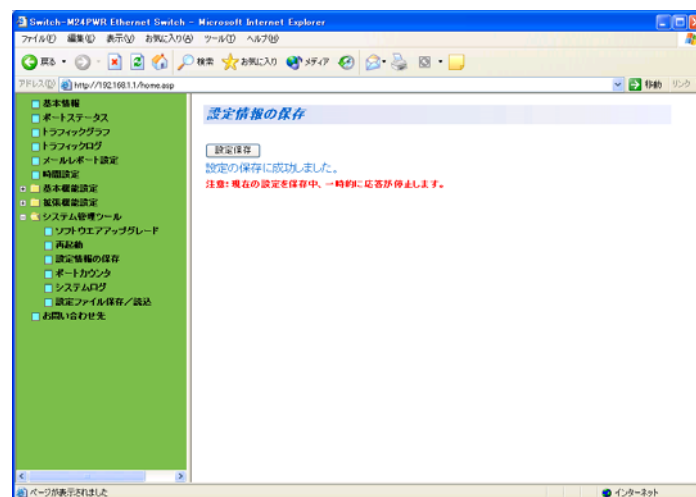 Switch-M24PWR Ethernet Switch - Microsoft Internet Explorer
ファイル(F) 編集(E) 表示(V) お気に入り(A) ツール(T) ヘルプ(H)
戻る 検索 お気に入り メディア
アドレス(D) http://192.168.1.1/home.asp 移動 リンク
基本情報
ポートステータス
トラフィックグラフ
トラフィックログ
メールレポート設定
時間設定
基本機能設定
拡張機能設定
システム管理ツール
ソフトウエアアップグレード
再起動
設定情報の保存
ポートカウンタ
システムログ
設定ファイル保存/読込
お問い合わせ先
設定情報の保存
設定保存
設定の保存に成功しました。
注意:現在の設定を保存中、一時的に応答が停止します。
ページが表示されました インターネット